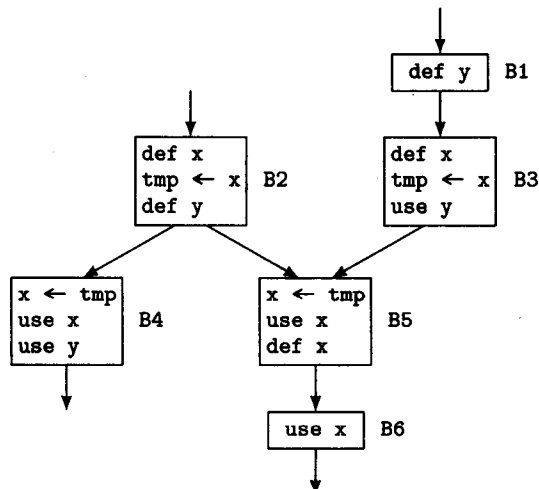 def y B1
def x
tmp ← x B2
def y
def x
tmp ← x B3
use y
x ← tmp
use x B4
use y
x ← tmp
use x B5
def x
use x B6